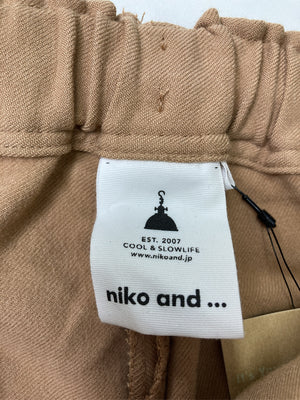 EST. 2007
COOL & SLOWLIFE
www.nikoand.jp
niko and ...